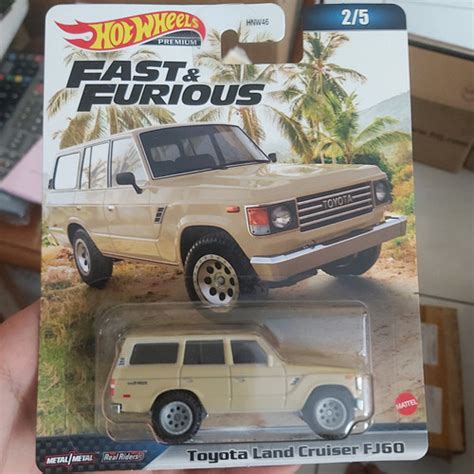 HOT WHEELS
PREMIUM
HNW46
2/5
FAST &
FURIOUS
TOYOTA
METAL/METAL
Real Riders
Toyota Land Cruiser FJ60
MATTEL